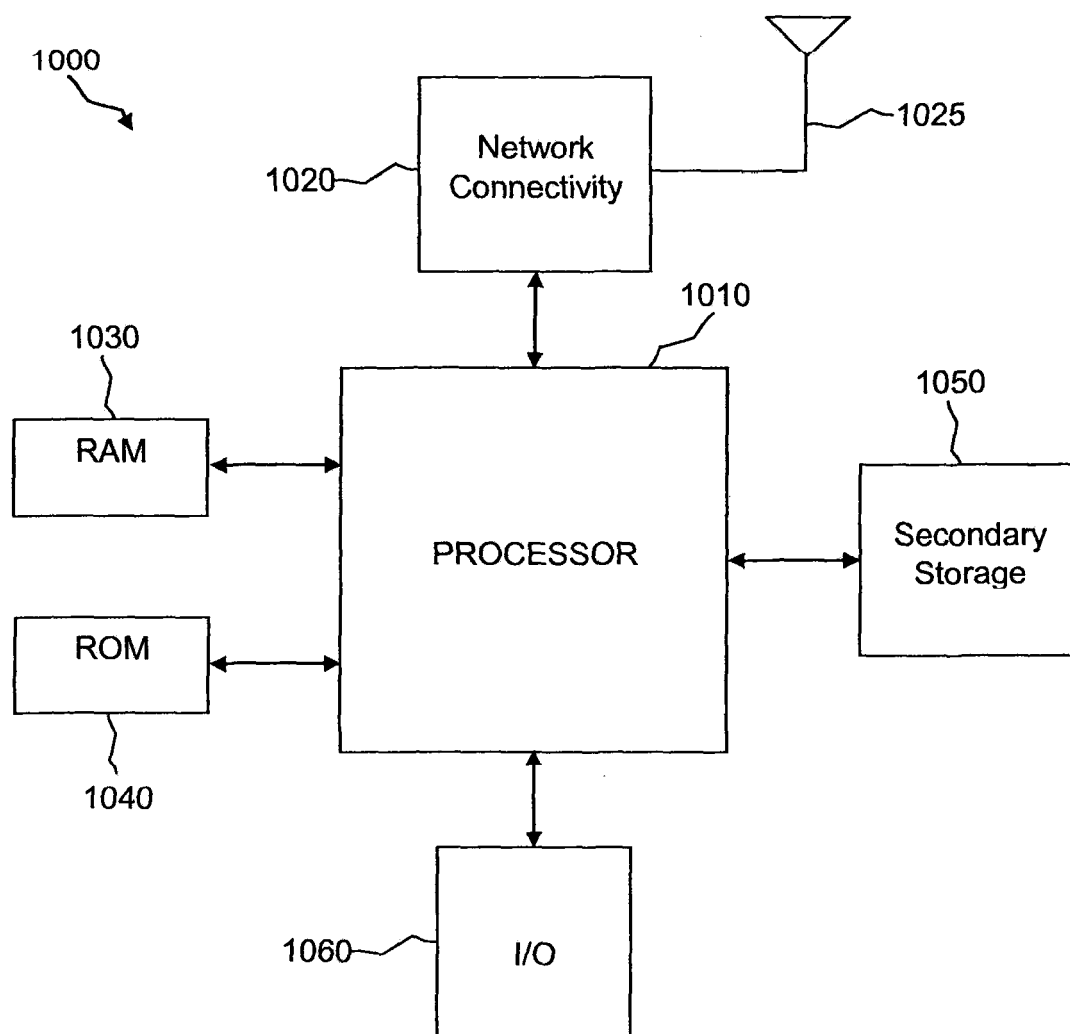 1000
1025
Network
Connectivity
1020
1010
1030
RAM
1050
Secondary
Storage
PROCESSOR
ROM
1040
1060
I/O